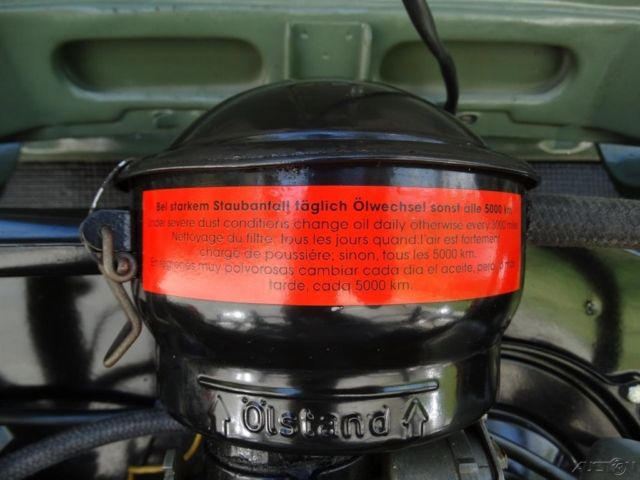 Bei starkem Staubanfall täglich Ölwechsel sonst alle 5000 km
Under severe dust conditions change oil daily otherwise every 3000 miles
Nettoyage du filtre; tous les jours quand l'air est fortement
chargé de poussière; sinon, tous les 5000 km.
En regiones muy polvorosas cambiar cada dia el aceite, pero
tarde, cada 5000 km.
Ölstand